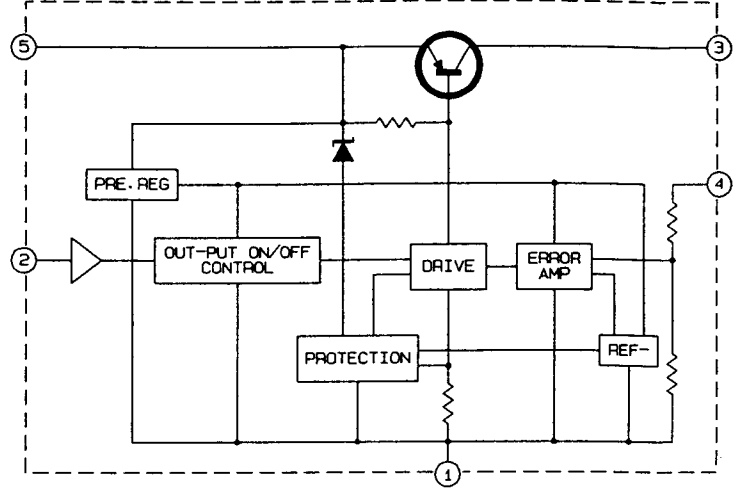 5
3
PRE.REG
4
2
OUT-PUT ON/OFF
CONTROL
DRIVE
ERROR
AMP
PROTECTION
REF-
1